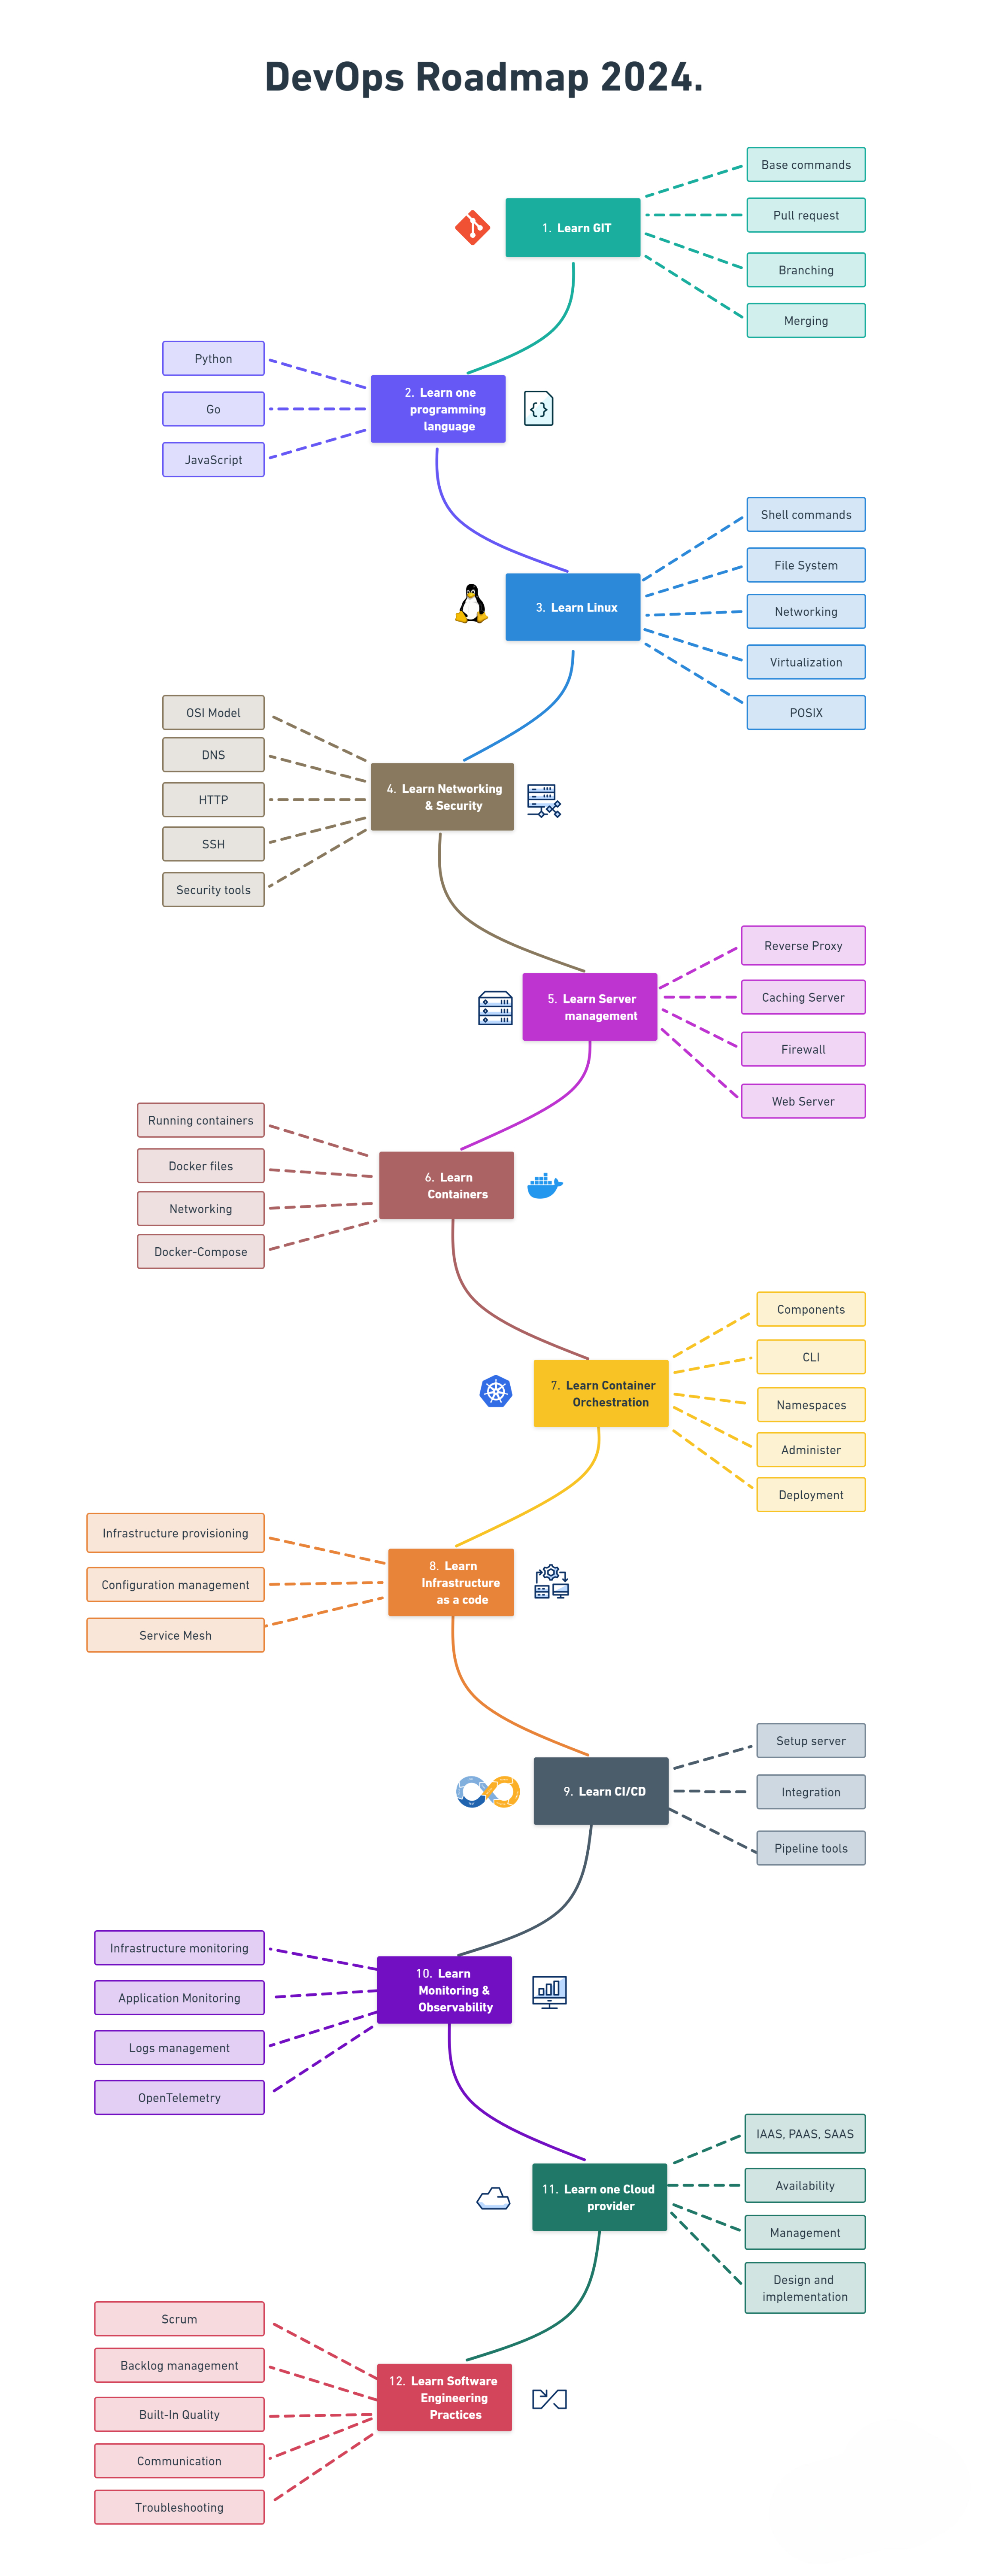 DevOps Roadmap 2024.
1. Learn GIT
Base commands
Pull request
Branching
Merging
2. Learn one
programming
language
Python
Go
JavaScript
3. Learn Linux
Shell commands
File System
Networking
Virtualization
POSIX
4. Learn Networking
& Security
OSI Model
DNS
HTTP
SSH
Security tools
5. Learn Server
management
Reverse Proxy
Caching Server
Firewall
Web Server
6. Learn
Containers
Running containers
Docker files
Networking
Docker-Compose
7. Learn Container
Orchestration
Components
CLI
Namespaces
Administer
Deployment
8. Learn
Infrastructure
as a code
Infrastructure provisioning
Configuration management
Service Mesh
9. Learn CI/CD
Setup server
Integration
Pipeline tools
10. Learn
Monitoring &
Observability
Infrastructure monitoring
Application Monitoring
Logs management
OpenTelemetry
11. Learn one Cloud
provider
IAAS, PAAS, SAAS
Availability
Management
Design and
implementation
12. Learn Software
Engineering
Practices
Scrum
Backlog management
Built-In Quality
Communication
Troubleshooting